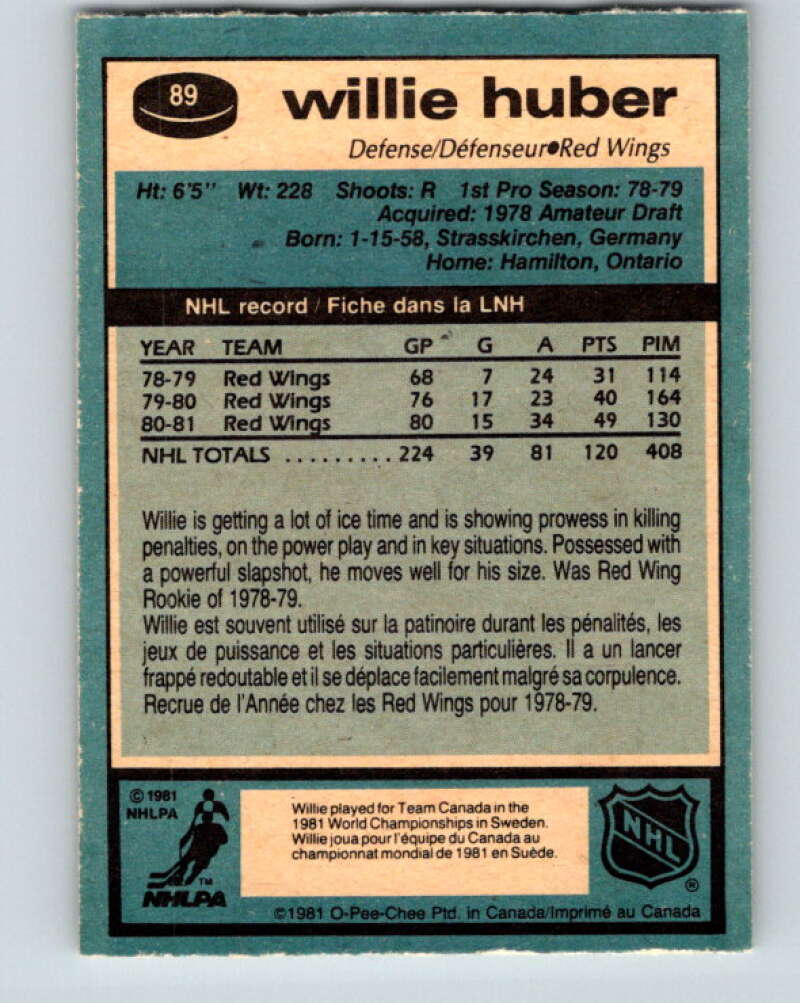 89
willie huber
Defense/Défenseur•Red Wings
Ht: 6'5" Wt: 228 Shoots: R 1st Pro Season: 78-79
Acquired: 1978 Amateur Draft
Born: 1-15-58, Strasskirchen, Germany
Home: Hamilton, Ontario
NHL record / Fiche dans la LNH
YEAR TEAM GP G A PTS PIM
78-79 Red Wings 68 7 24 31 114
79-80 Red Wings 76 17 23 40 164
80-81 Red Wings 80 15 34 49 130
NHL TOTALS .......... 224 39 81 120 408
Willie is getting a lot of ice time and is showing prowess in killing
penalties, on the power play and in key situations. Possessed with
a powerful slapshot, he moves well for his size. Was Red Wing
Rookie of 1978-79.
Willie est souvent utilisé sur la patinoire durant les pénalités, les
jeux de puissance et les situations particulières. Il a un lancer
frappé redoutable et il se déplace facilement malgré sa corpulence.
Recrue de l'Année chez les Red Wings pour 1978-79.
© 1981
NHLPA
TM
NHLPA
Willie played for Team Canada in the
1981 World Championships in Sweden.
Willie joua pour l'équipe du Canada au
championnat mondial de 1981 en Suède.
NHL
®
©1981 O-Pee-Chee Ptd. in Canada/Imprimé au Canada